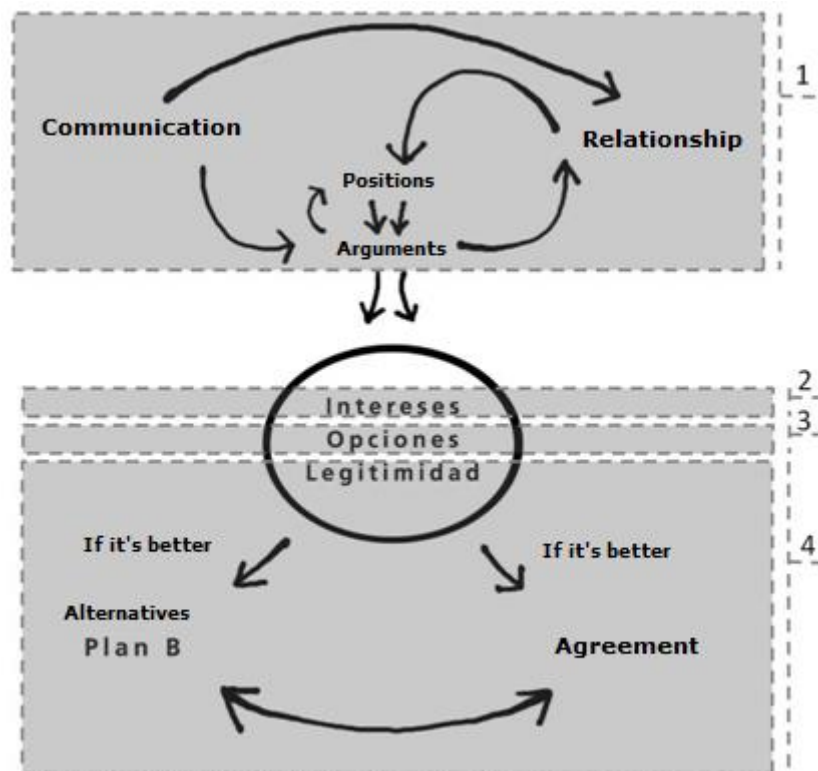 1
Communication
Relationship
Positions
Arguments
2
Intereses
3
Opciones
Legitimidad
If it's better
If it's better
4
Alternatives
Plan B
Agreement